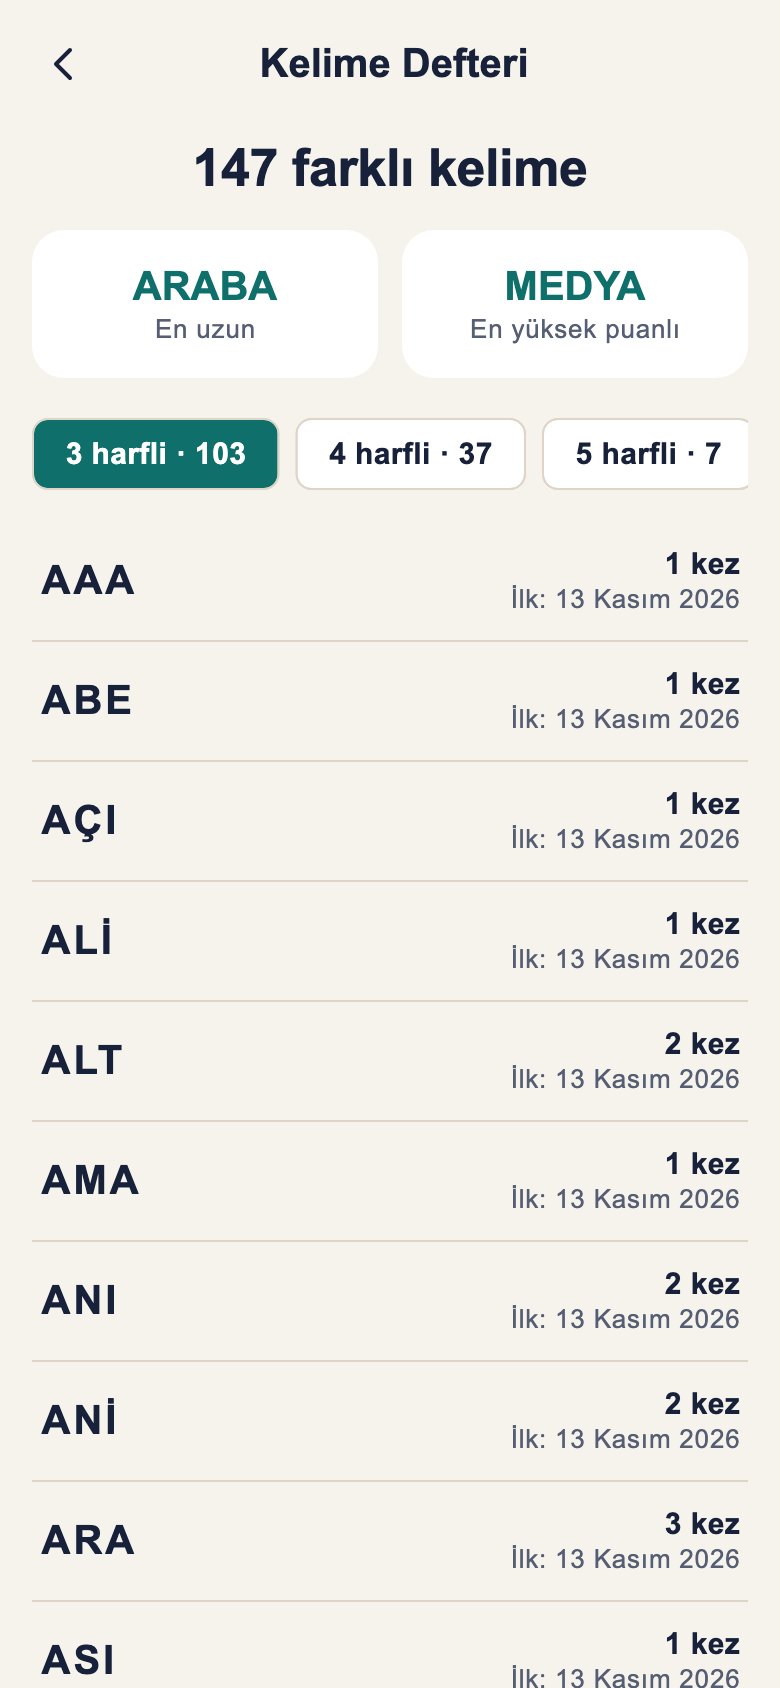 Kelime Defteri
147 farklı kelime
ARABA
En uzun
MEDYA
En yüksek puanlı
3 harfli · 103
4 harfli · 37
5 harfli · 7
AAA
1 kez
İlk: 13 Kasım 2026
ABE
1 kez
İlk: 13 Kasım 2026
AÇI
1 kez
İlk: 13 Kasım 2026
ALİ
1 kez
İlk: 13 Kasım 2026
ALT
2 kez
İlk: 13 Kasım 2026
AMA
1 kez
İlk: 13 Kasım 2026
ANI
2 kez
İlk: 13 Kasım 2026
ANİ
2 kez
İlk: 13 Kasım 2026
ARA
3 kez
İlk: 13 Kasım 2026
ASI
1 kez
İlk: 13 Kasım 2026